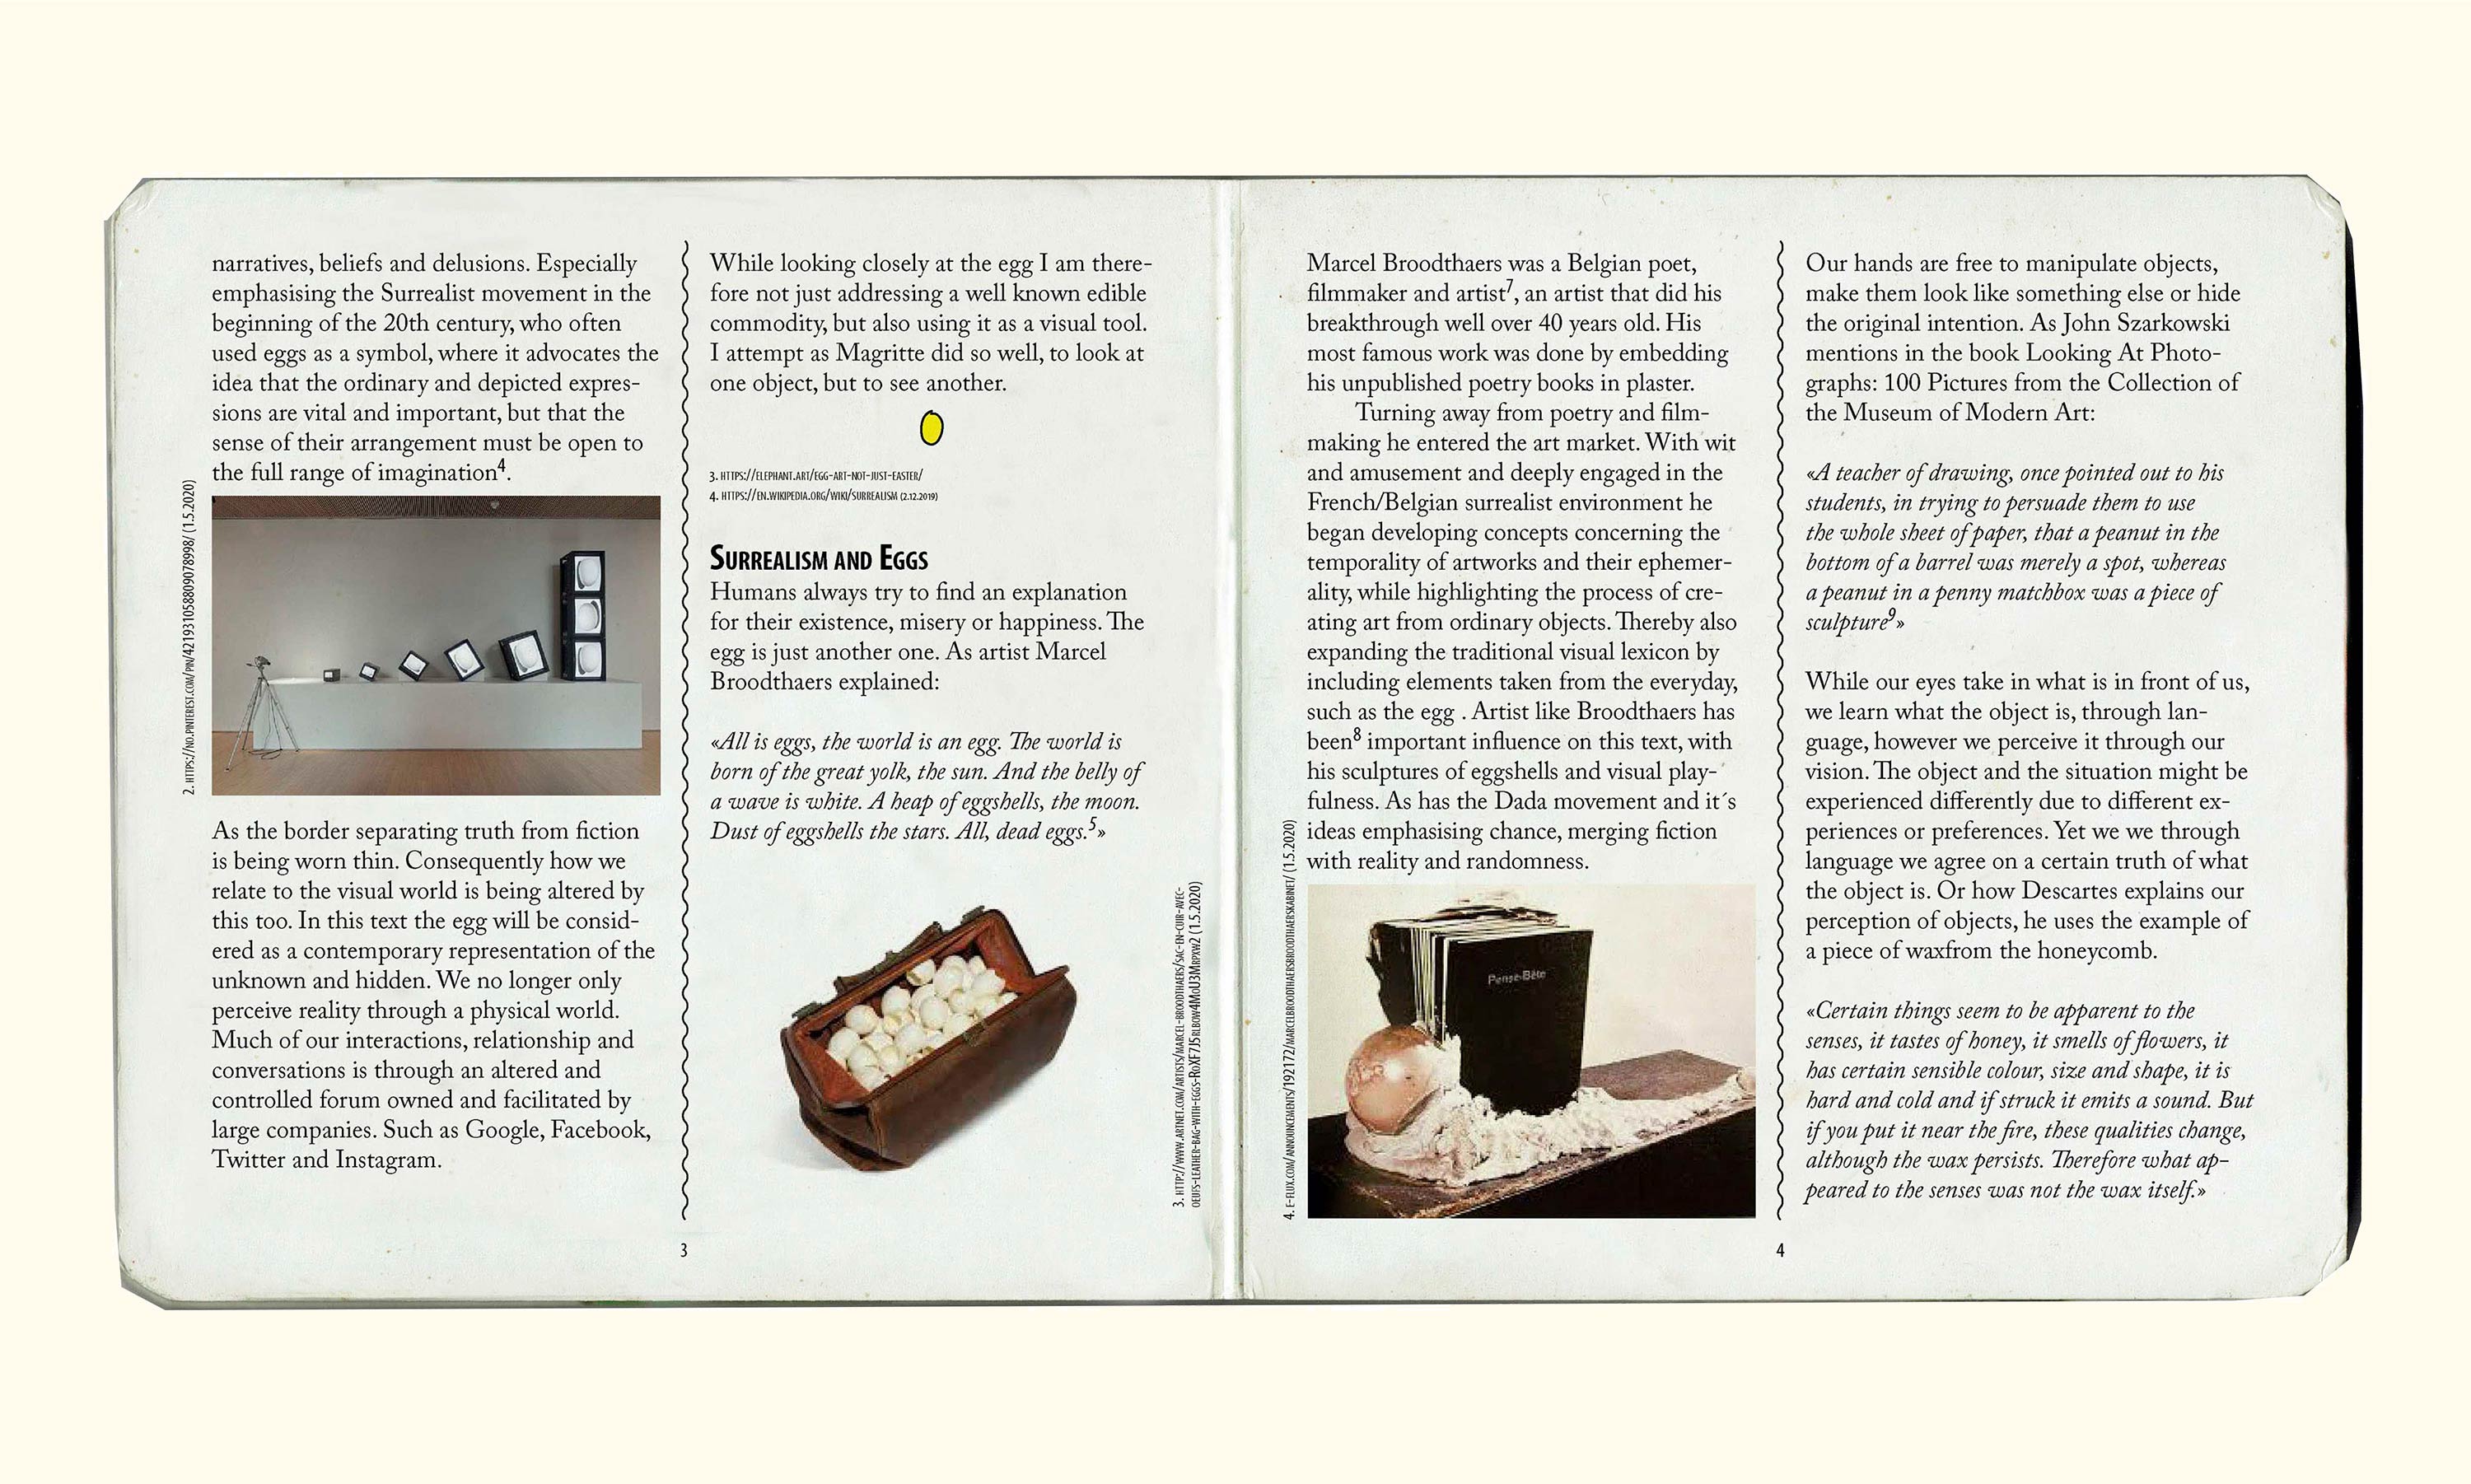 narratives, beliefs and delusions. Especially
emphasising the Surrealist movement in the
beginning of the 20th century, who often
used eggs as a symbol, where it advocates the
idea that the ordinary and depicted expres-
sions are vital and important, but that the
sense of their arrangement must be open to
the full range of imagination4.
2. HTTPS://NO.PINTEREST.COM/PIN/421931058809078998/ (1.5.2020)
As the border separating truth from fiction
is being worn thin. Consequently how we
relate to the visual world is being altered by
this too. In this text the egg will be consid-
ered as a contemporary representation of the
unknown and hidden. We no longer only
perceive reality through a physical world.
Much of our interactions, relationship and
conversations is through an altered and
controlled forum owned and facilitated by
large companies. Such as Google, Facebook,
Twitter and Instagram.
While looking closely at the egg I am there-
fore not just addressing a well known edible
commodity, but also using it as a visual tool.
I attempt as Magritte did so well, to look at
one object, but to see another.
3. HTTPS://ELEPHANT.ART/EGG-ART-NOT-JUST-EASTER/
4. HTTPS://EN.WIKIPEDIA.ORG/WIKI/SURREALISM (2.12.2019)
SURREALISM AND EGGS
Humans always try to find an explanation
for their existence, misery or happiness. The
egg is just another one. As artist Marcel
Broodthaers explained:
«All is eggs, the world is an egg. The world is
born of the great yolk, the sun. And the belly of
a wave is white. A heap of eggshells, the moon.
Dust of eggshells the stars. All, dead eggs.5»
3. HTTP://WWW.ARTNET.COM/ARTISTS/MARCEL-BROODTHAERS/SAC-EN-CUIR-AVEC-
(1.5.2020)
3
Marcel Broodthaers was a Belgian poet,
filmmaker and artist7, an artist that did his
breakthrough well over 40 years old. His
most famous work was done by embedding
his unpublished poetry books in plaster.
Turning away from poetry and film-
making he entered the art market. With wit
and amusement and deeply engaged in the
French/Belgian surrealist environment he
began developing concepts concerning the
temporality of artworks and their ephemer-
ality, while highlighting the process of cre-
ating art from ordinary objects. Thereby also
expanding the traditional visual lexicon by
including elements taken from the everyday,
such as the egg . Artist like Broodthaers has
been8 important influence on this text, with
his sculptures of eggshells and visual play-
fulness. As has the Dada movement and it´s
ideas emphasising chance, merging fiction
with reality and randomness.
4. E-FLUX.COM/ANNOUNCEMENTS/192172/MARCELBROODTHAERSBROODTHAERSKABINET/ (1.5.2020)
Pense-Bête
Our hands are free to manipulate objects,
make them look like something else or hide
the original intention. As John Szarkowski
mentions in the book Looking At Photo-
graphs: 100 Pictures from the Collection of
the Museum of Modern Art:
«A teacher of drawing, once pointed out to his
students, in trying to persuade them to use
the whole sheet of paper, that a peanut in the
bottom of a barrel was merely a spot, whereas
a peanut in a penny matchbox was a piece of
sculpture9»
While our eyes take in what is in front of us,
we learn what the object is, through lan-
guage, however we perceive it through our
vision. The object and the situation might be
experienced differently due to different ex-
periences or preferences. Yet we we through
language we agree on a certain truth of what
the object is. Or how Descartes explains our
perception of objects, he uses the example of
a piece of waxfrom the honeycomb.
«Certain things seem to be apparent to the
senses, it tastes of honey, it smells of flowers, it
has certain sensible colour, size and shape, it is
hard and cold and if struck it emits a sound. But
if you put it near the fire, these qualities change,
although the wax persists. Therefore what ap-
peared to the senses was not the wax itself.»
4